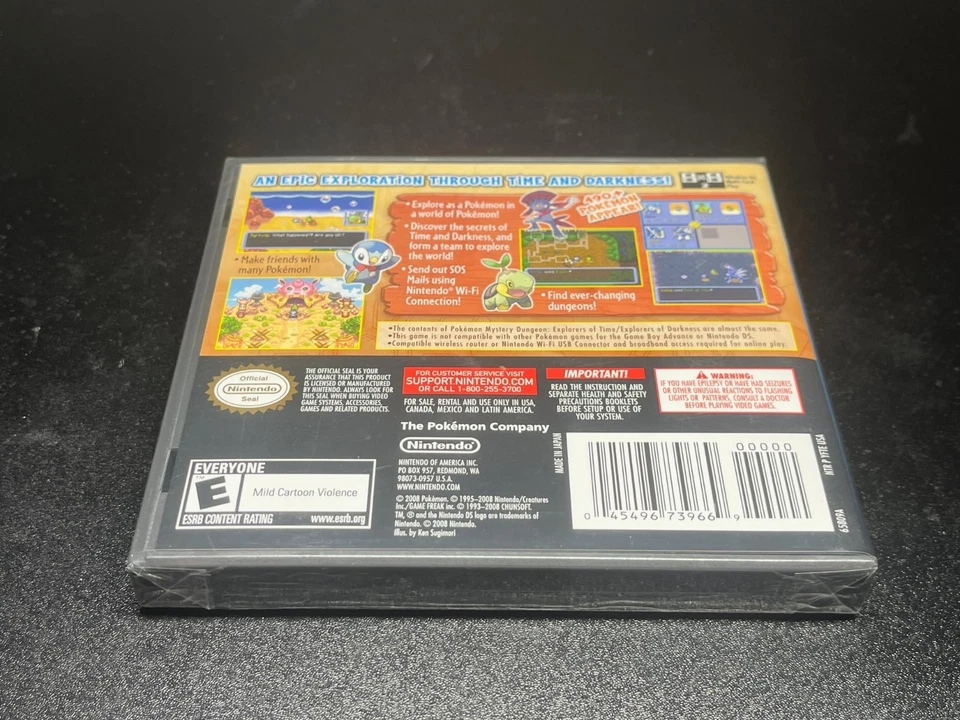 AN EPIC EXPLORATION THROUGH TIME AND DARKNESS!
• Explore as a Pokémon in
a world of Pokémon!
• Discover the secrets of
Time and Darkness, and
form a team to explore
the world!
• Send out SOS
Mails using
Nintendo® Wi-Fi
Connection!
490+
POKÉMON
APPEAR!
• Make friends with
many Pokémon!
• Find ever-changing
dungeons!
•The contents of Pokémon Mystery Dungeon: Explorers of Time/Explorers of Darkness are almost the same.
•This game is not compatible with other Pokémon games for the Game Boy Advance or Nintendo DS.
•Compatible wireless router or Nintendo Wi-Fi USB Connector and broadband access required for online play.
Official
Nintendo
Seal
THE OFFICIAL SEAL IS YOUR
ASSURANCE THAT THIS PRODUCT
IS LICENSED OR MANUFACTURED
BY NINTENDO. ALWAYS LOOK FOR
THIS SEAL WHEN BUYING VIDEO
GAME SYSTEMS, ACCESSORIES,
GAMES AND RELATED PRODUCTS.
FOR CUSTOMER SERVICE VISIT
SUPPORT.NINTENDO.COM
OR CALL 1-800-255-3700
FOR SALE, RENTAL AND USE ONLY IN USA,
CANADA, MEXICO AND LATIN AMERICA.
IMPORTANT!
READ THE INSTRUCTION AND
SEPARATE HEALTH AND SAFETY
PRECAUTIONS BOOKLETS
BEFORE SETUP OR USE OF
YOUR SYSTEM.
WARNING:
IF YOU HAVE EPILEPSY OR HAVE HAD SEIZURES
OR OTHER UNUSUAL REACTIONS TO FLASHING
LIGHTS OR PATTERNS, CONSULT A DOCTOR
BEFORE PLAYING VIDEO GAMES.
The Pokémon Company
Nintendo
NINTENDO OF AMERICA INC.
PO BOX 957, REDMOND, WA
98073-0957 U.S.A.
WWW.NINTENDO.COM
© 2008 Pokémon. © 1995–2008 Nintendo/Creatures
Inc./GAME FREAK inc. © 1993–2008 CHUNSOFT.
TM, ® and the Nintendo DS logo are trademarks of
Nintendo. © 2008 Nintendo.
Illus. by Ken Sugimori
EVERYONE
E
TM
Mild Cartoon Violence
ESRB CONTENT RATING www.esrb.org
MADE IN JAPAN
00000
0 45496 73966 9
NTR P YFYE USA
65809A